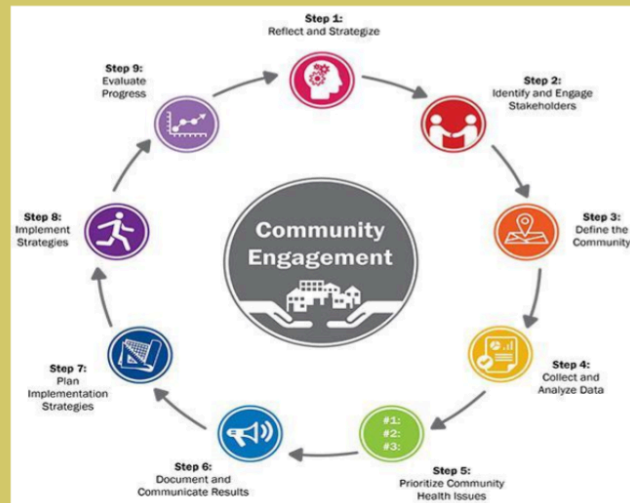 Step 1:
Reflect and Strategize
Step 2:
Identify and Engage
Stakeholders
Step 3:
Define the
Community
Step 4:
Collect and
Analyze Data
#1:
#2:
#3:
Step 5:
Prioritize Community
Health Issues
Step 6:
Document and
Communicate Results
Step 7:
Plan
Implementation
Strategies
Step 8:
Implement
Strategies
Step 9:
Evaluate
Progress
Community
Engagement